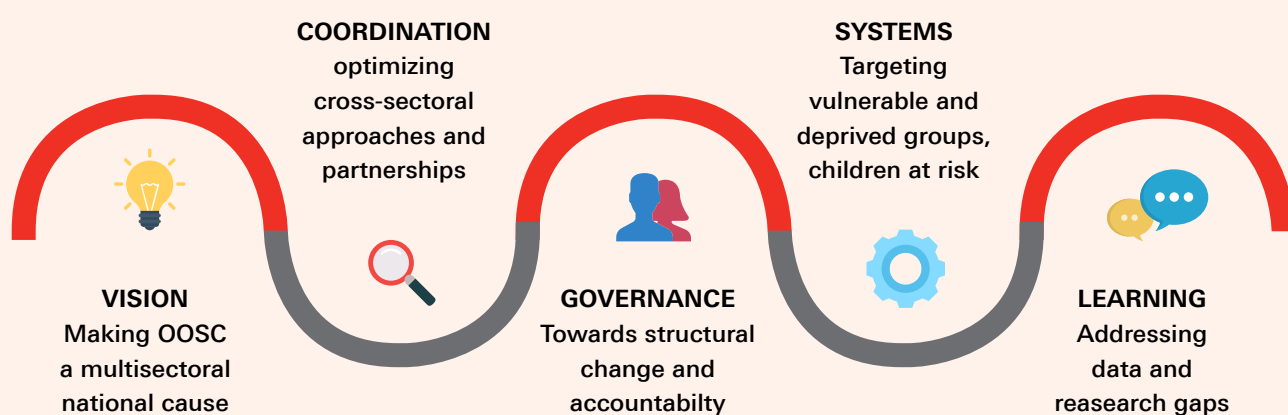 VISION
Making OOSC
a multisectoral
national cause
COORDINATION
optimizing
cross-sectoral
approaches and
partnerships
GOVERNANCE
Towards structural
change and
accountabilty
SYSTEMS
Targeting
vulnerable and
deprived groups,
children at risk
LEARNING
Addressing
data and
reasearch gaps